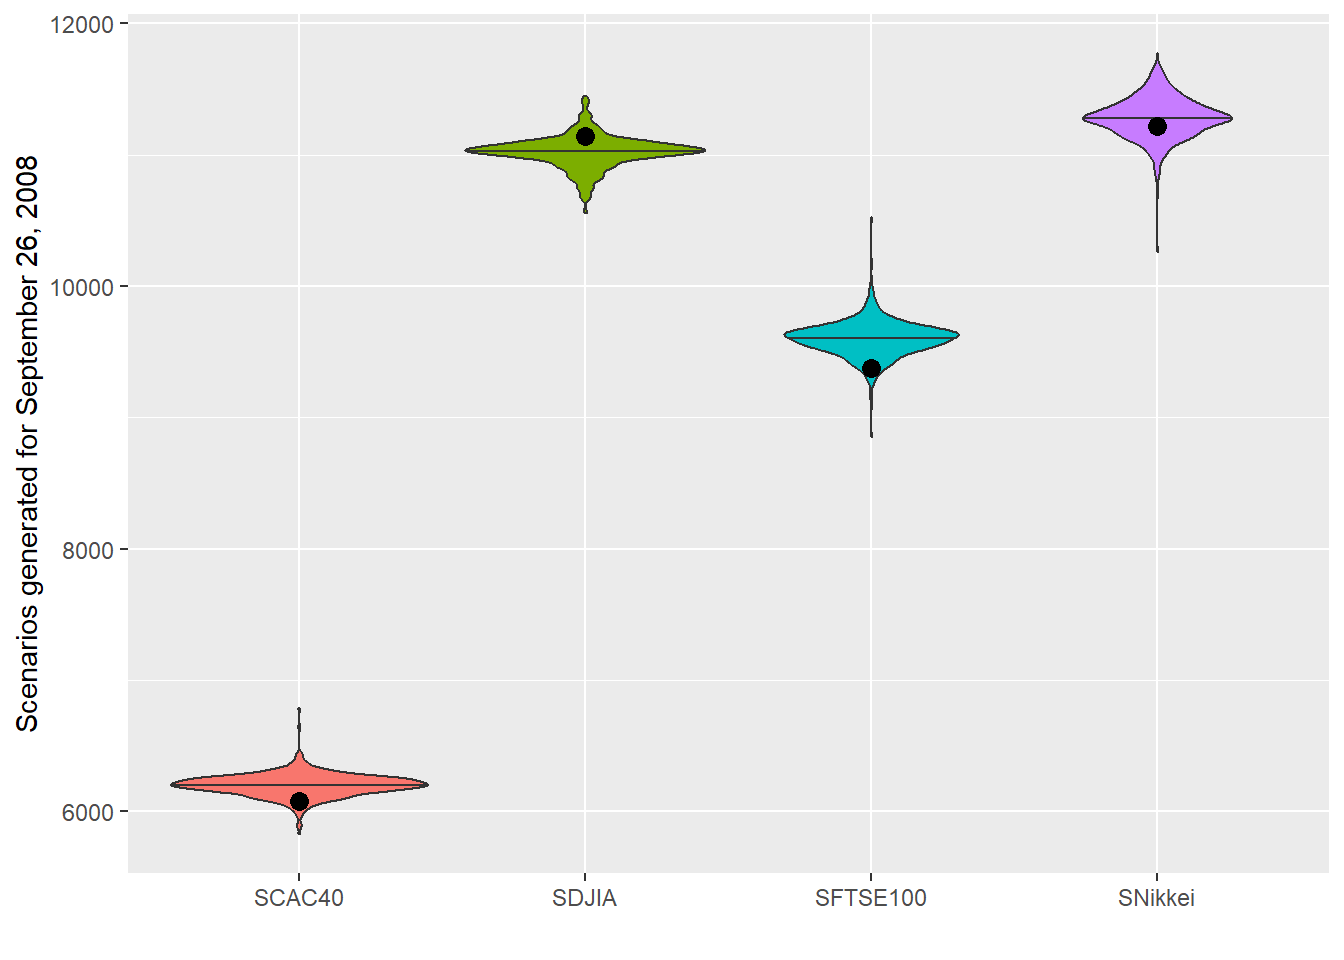 Scenarios generated for September 26, 2008
12000
10000
8000
6000
SCAC40 SDJIA SFTSE100 SNikkei